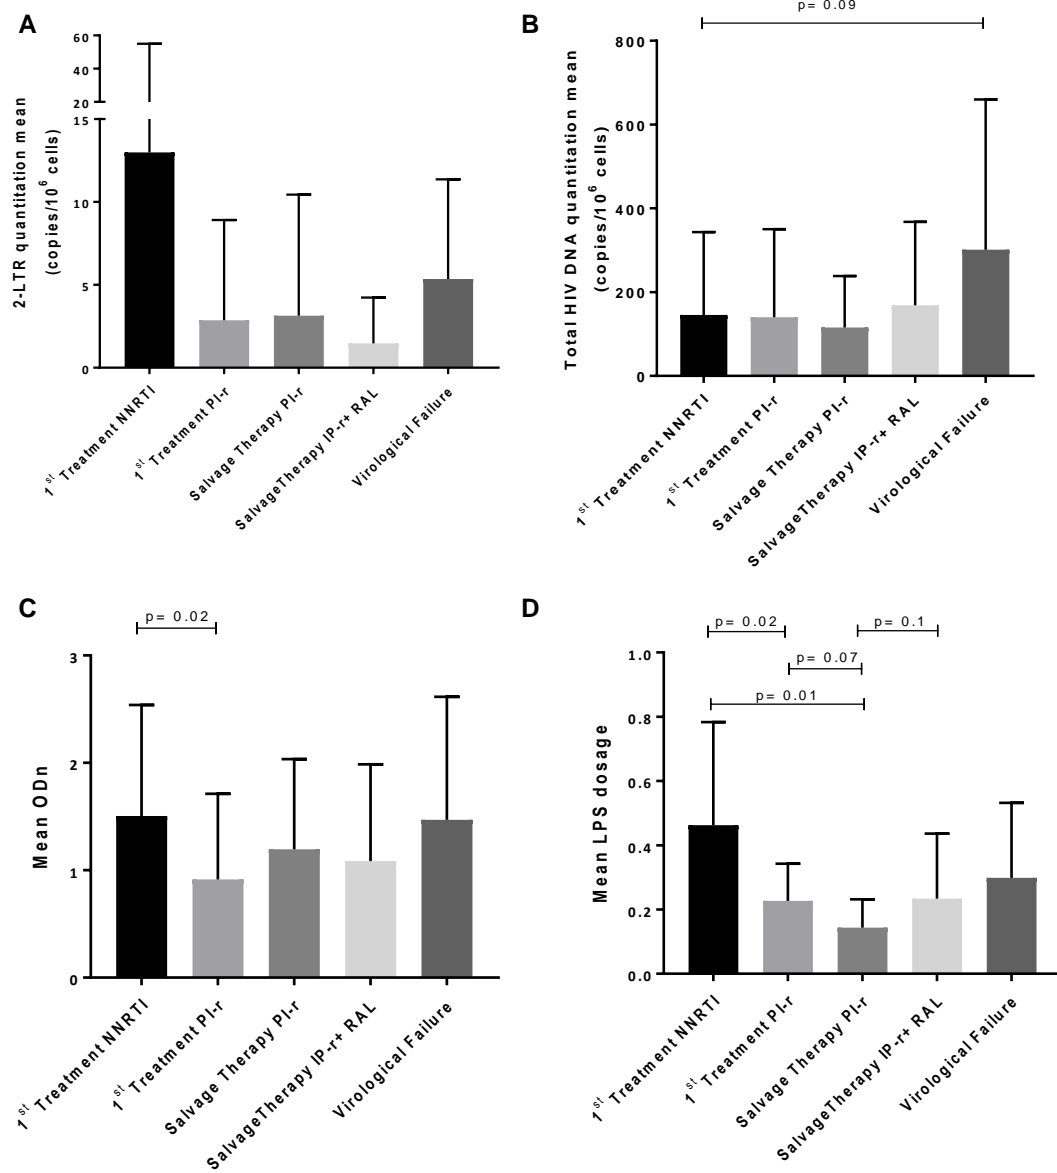 A
2-LTR quantitation mean
(copies/10^6 cells)
60
40
20
15
10
5
0
1st Treatment NNRTI
1st Treatment PI-r
Salvage Therapy PI-r
SalvageTherapy IP-r+ RAL
Virological Failure
B
p= 0.09
Total HIV DNA quantitation mean
(copies/10^6 cells)
800
600
400
200
0
1st Treatment NNRTI
1st Treatment PI-r
Salvage Therapy PI-r
SalvageTherapy IP-r+ RAL
Virological Failure
C
p= 0.02
Mean ODn
3
2
1
0
1st Treatment NNRTI
1st Treatment PI-r
Salvage Therapy PI-r
SalvageTherapy IP-r+ RAL
Virological Failure
D
p= 0.02
p= 0.1
p= 0.07
p= 0.01
Mean LPS dosage
1.0
0.8
0.6
0.4
0.2
0.0
1st Treatment NNRTI
1st Treatment PI-r
Salvage Therapy PI-r
SalvageTherapy IP-r+ RAL
Virological Failure